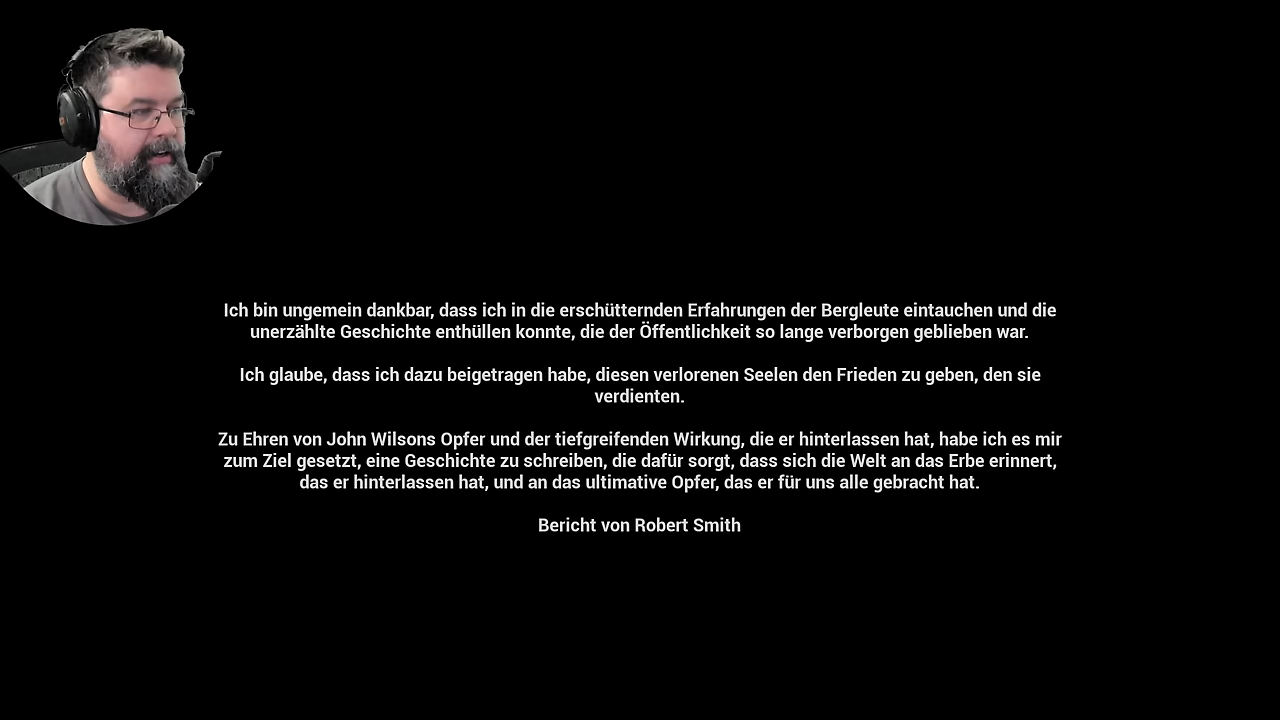 Ich bin ungemein dankbar, dass ich in die erschütternden Erfahrungen der Bergleute eintauchen und die
unerzählte Geschichte enthüllen konnte, die der Öffentlichkeit so lange verborgen geblieben war.
Ich glaube, dass ich dazu beigetragen habe, diesen verlorenen Seelen den Frieden zu geben, den sie
verdienten.
Zu Ehren von John Wilsons Opfer und der tiefgreifenden Wirkung, die er hinterlassen hat, habe ich es mir
zum Ziel gesetzt, eine Geschichte zu schreiben, die dafür sorgt, dass sich die Welt an das Erbe erinnert,
das er hinterlassen hat, und an das ultimative Opfer, das er für uns alle gebracht hat.
Bericht von Robert Smith